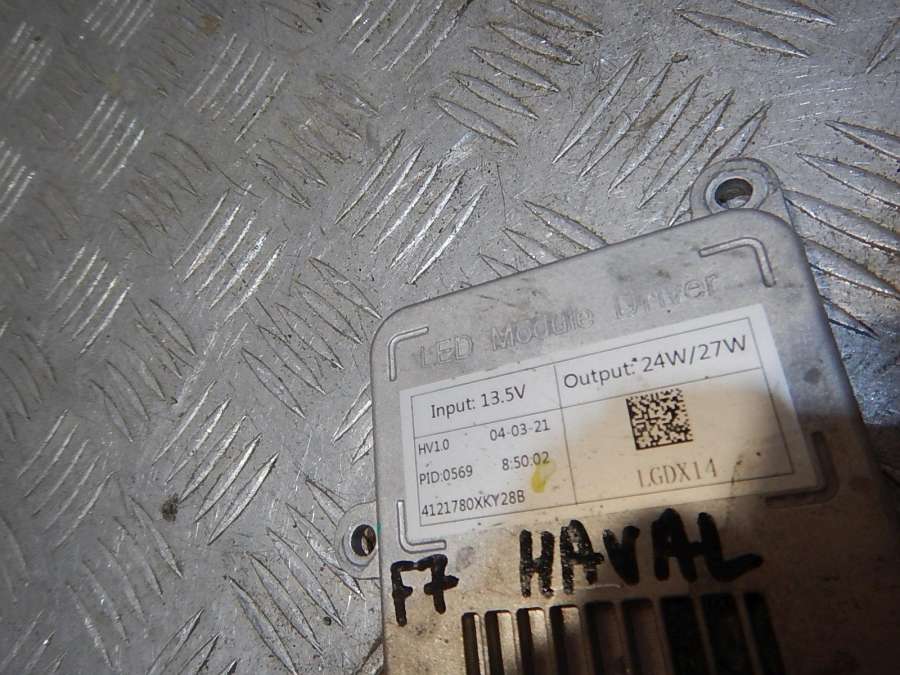 LED Module Driver
Input: 13.5V
Output: 24W/27W
HV1.0 04-03-21
PID:0569 8:50:02
4121780XKY28B
LGDX14
F7 HAVAL